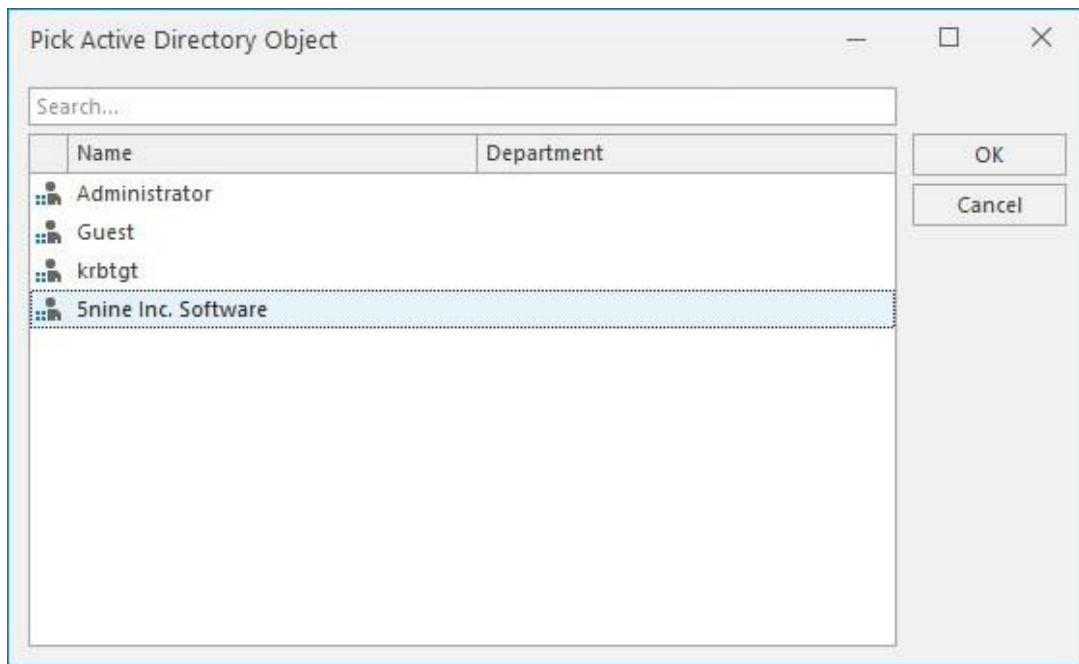 Pick Active Directory Object
Search...
Name Department
OK
Administrator
Cancel
Guest
krbtgt
5nine Inc. Software